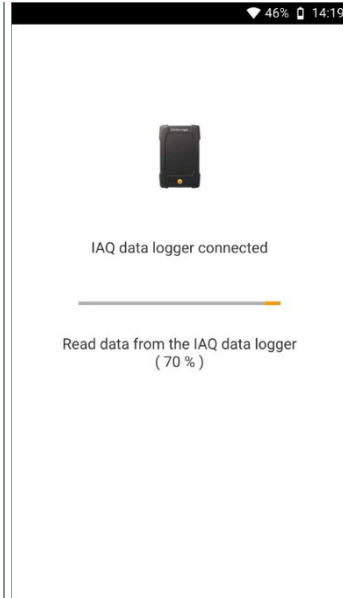 46% 14:19
IAQ data logger connected
Read data from the IAQ data logger
( 70 % )